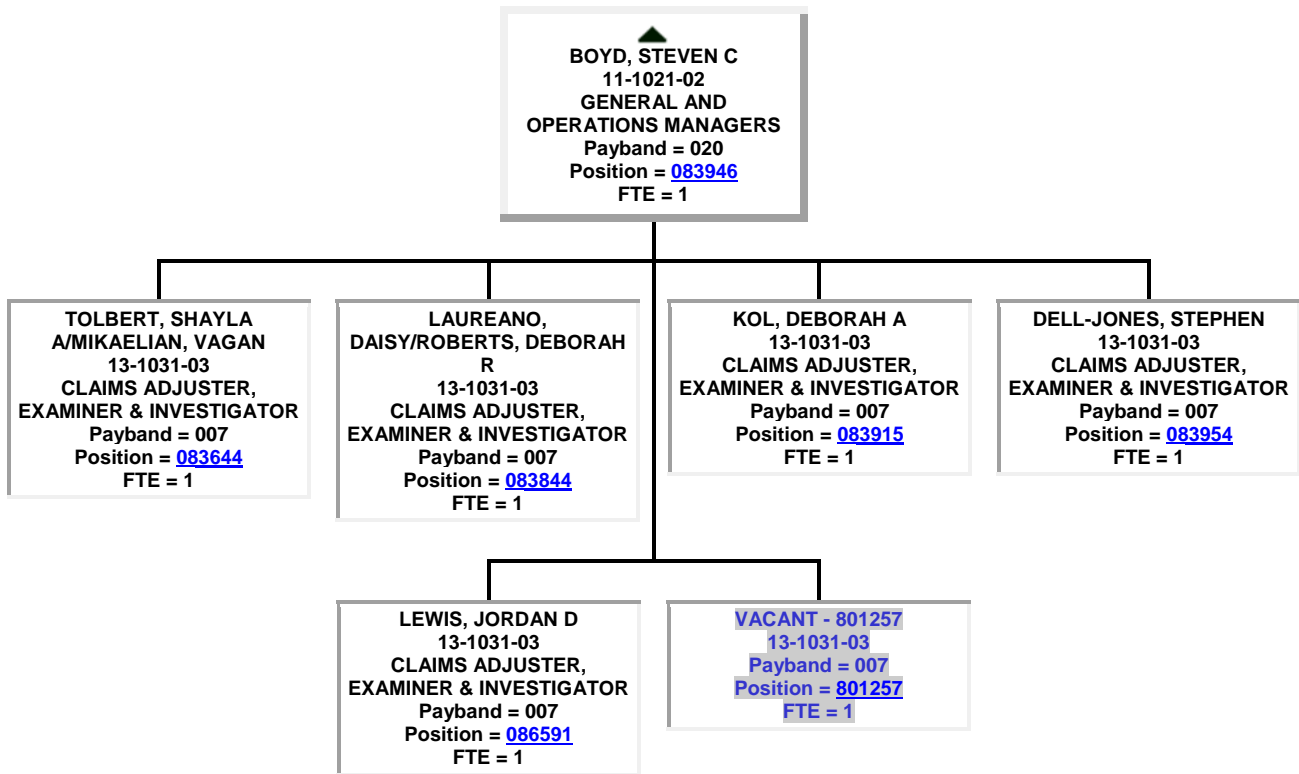 BOYD, STEVEN C
11-1021-02
GENERAL AND
OPERATIONS MANAGERS
Payband = 020
Position = 083946
FTE = 1
TOLBERT, SHAYLA
A/MIKAELIAN, VAGAN
13-1031-03
CLAIMS ADJUSTER,
EXAMINER & INVESTIGATOR
Payband = 007
Position = 083644
FTE = 1
LAUREANO,
DAISY/ROBERTS, DEBORAH
R
13-1031-03
CLAIMS ADJUSTER,
EXAMINER & INVESTIGATOR
Payband = 007
Position = 083844
FTE = 1
KOL, DEBORAH A
13-1031-03
CLAIMS ADJUSTER,
EXAMINER & INVESTIGATOR
Payband = 007
Position = 083915
FTE = 1
DELL-JONES, STEPHEN
13-1031-03
CLAIMS ADJUSTER,
EXAMINER & INVESTIGATOR
Payband = 007
Position = 083954
FTE = 1
LEWIS, JORDAN D
13-1031-03
CLAIMS ADJUSTER,
EXAMINER & INVESTIGATOR
Payband = 007
Position = 086591
FTE = 1
VACANT - 801257
13-1031-03
Payband = 007
Position = 801257
FTE = 1